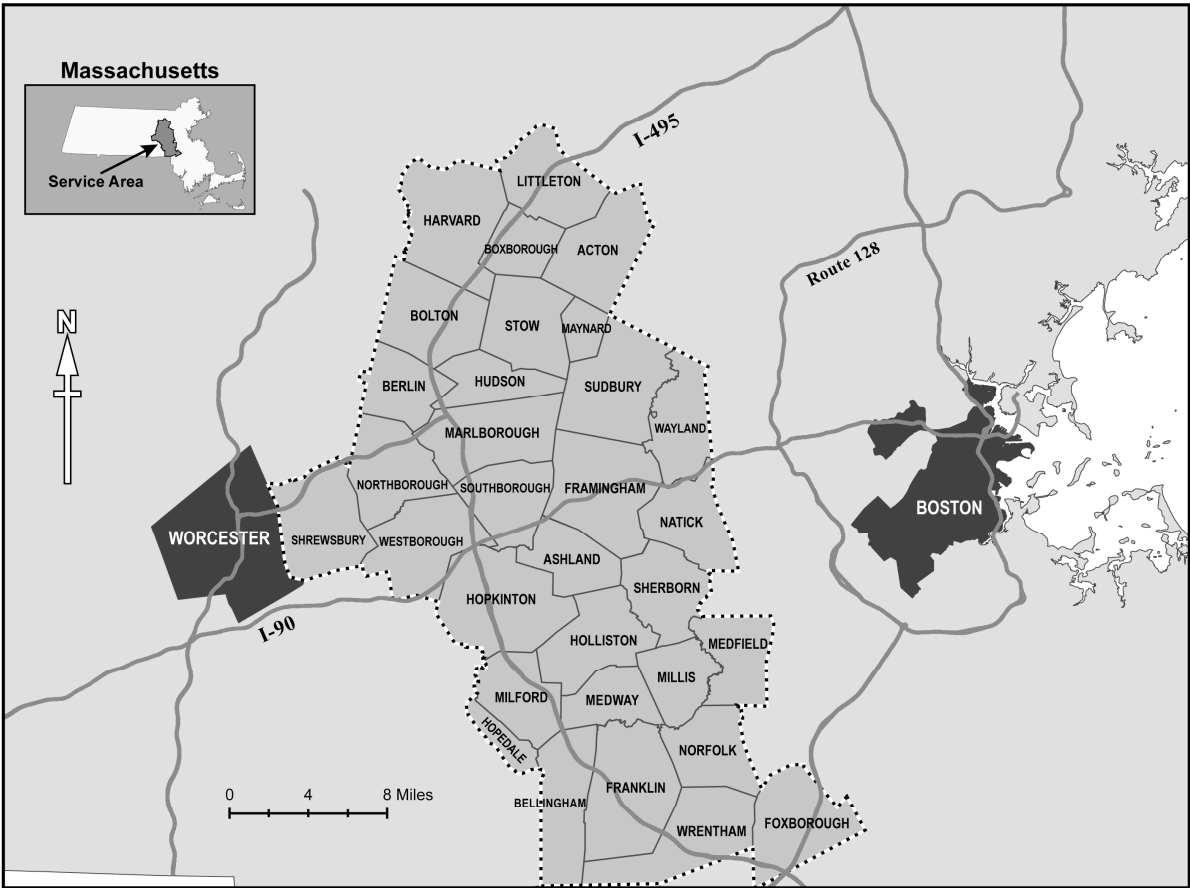 Massachusetts
Service Area
N
I-495
Route 128
I-90
LITTLETON
HARVARD
BOXBOROUGH
ACTON
BOLTON
STOW
MAYNARD
BERLIN
HUDSON
SUDBURY
WAYLAND
MARLBOROUGH
NORTHBOROUGH
SOUTHBOROUGH
FRAMINGHAM
NATICK
WORCESTER
SHREWSBURY
WESTBOROUGH
BOSTON
ASHLAND
SHERBORN
HOPKINTON
HOLLISTON
MEDFIELD
MILLIS
MILFORD
MEDWAY
HOPEDALE
NORFOLK
FRANKLIN
BELLINGHAM
WRENTHAM
FOXBOROUGH
0 4 8 Miles